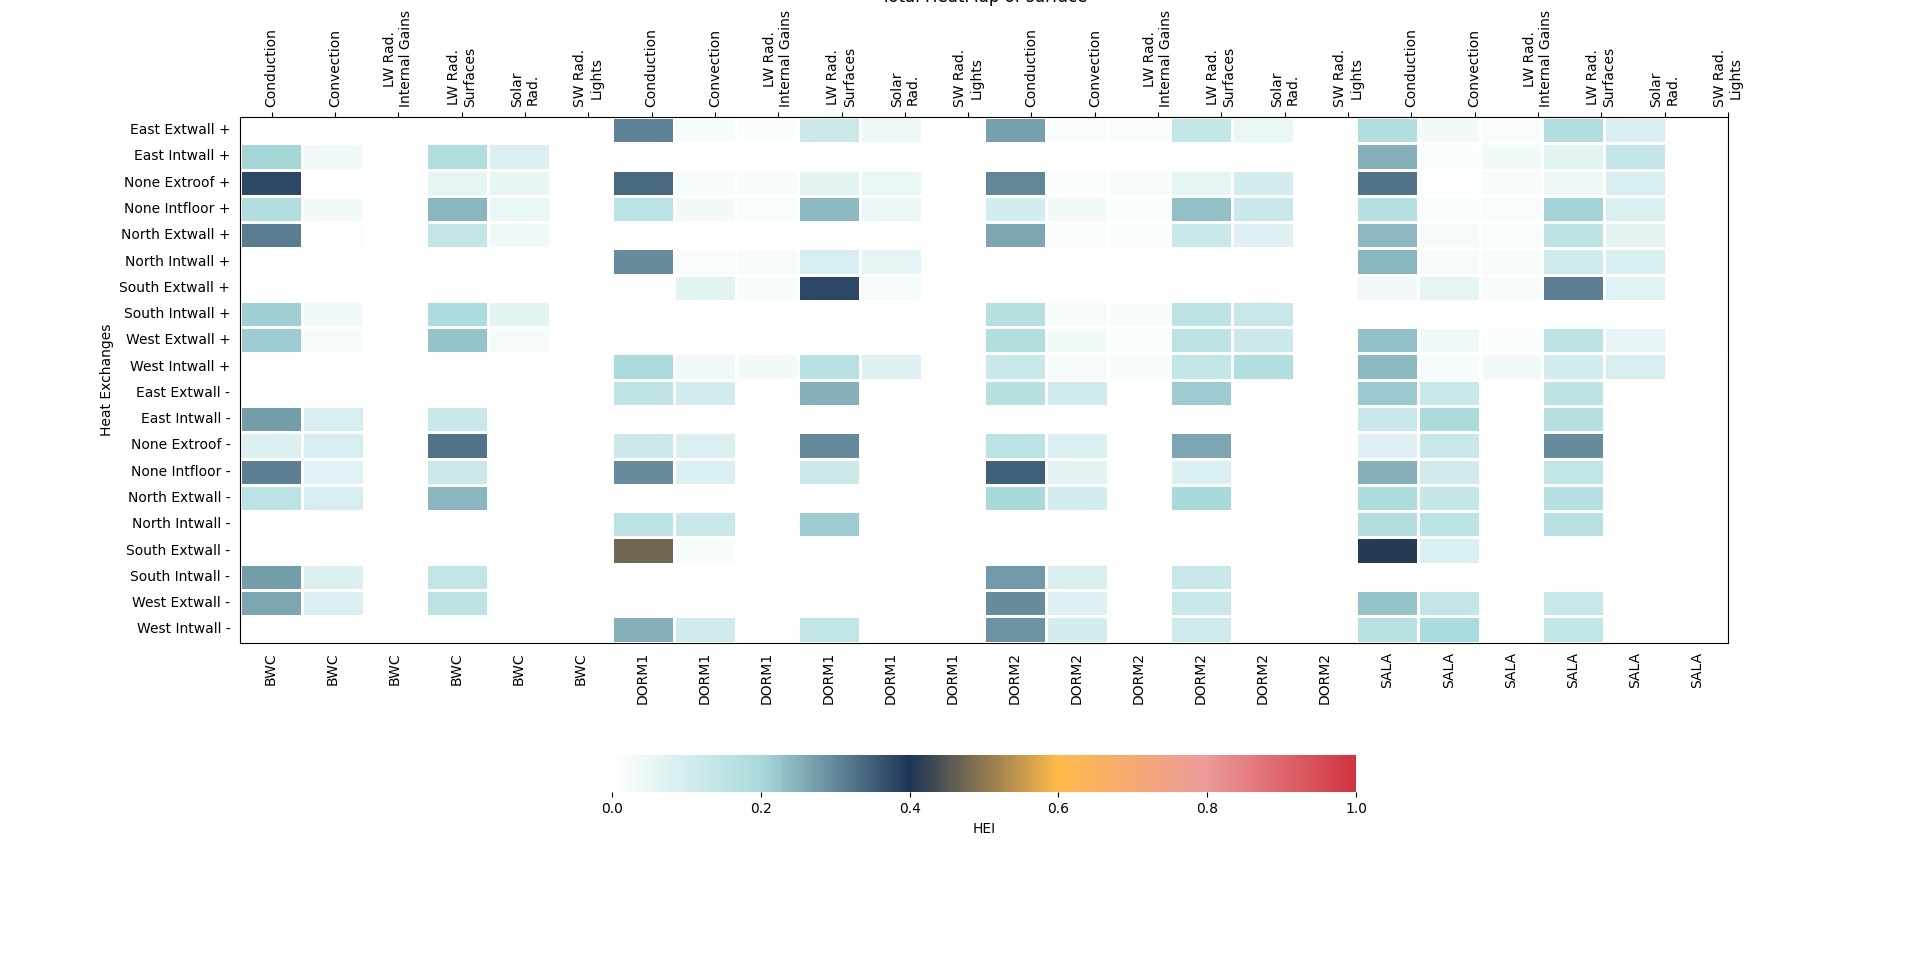 Total HeatMap of surface
Conduction
Convection
LW Rad.
Internal Gains
LW Rad.
Surfaces
Solar
Rad.
SW Rad.
Lights
Conduction
Convection
LW Rad.
Internal Gains
LW Rad.
Surfaces
Solar
Rad.
SW Rad.
Lights
Conduction
Convection
LW Rad.
Internal Gains
LW Rad.
Surfaces
Solar
Rad.
SW Rad.
Lights
Conduction
Convection
LW Rad.
Internal Gains
LW Rad.
Surfaces
Solar
Rad.
SW Rad.
Lights
Heat Exchanges
East Extwall +
East Intwall +
None Extroof +
None Intfloor +
North Extwall +
North Intwall +
South Extwall +
South Intwall +
West Extwall +
West Intwall +
East Extwall -
East Intwall -
None Extroof -
None Intfloor -
North Extwall -
North Intwall -
South Extwall -
South Intwall -
West Extwall -
West Intwall -
BWC
BWC
BWC
BWC
BWC
BWC
DORM1
DORM1
DORM1
DORM1
DORM1
DORM1
DORM2
DORM2
DORM2
DORM2
DORM2
DORM2
SALA
SALA
SALA
SALA
SALA
SALA
0.0
0.2
0.4
0.6
0.8
1.0
HEI